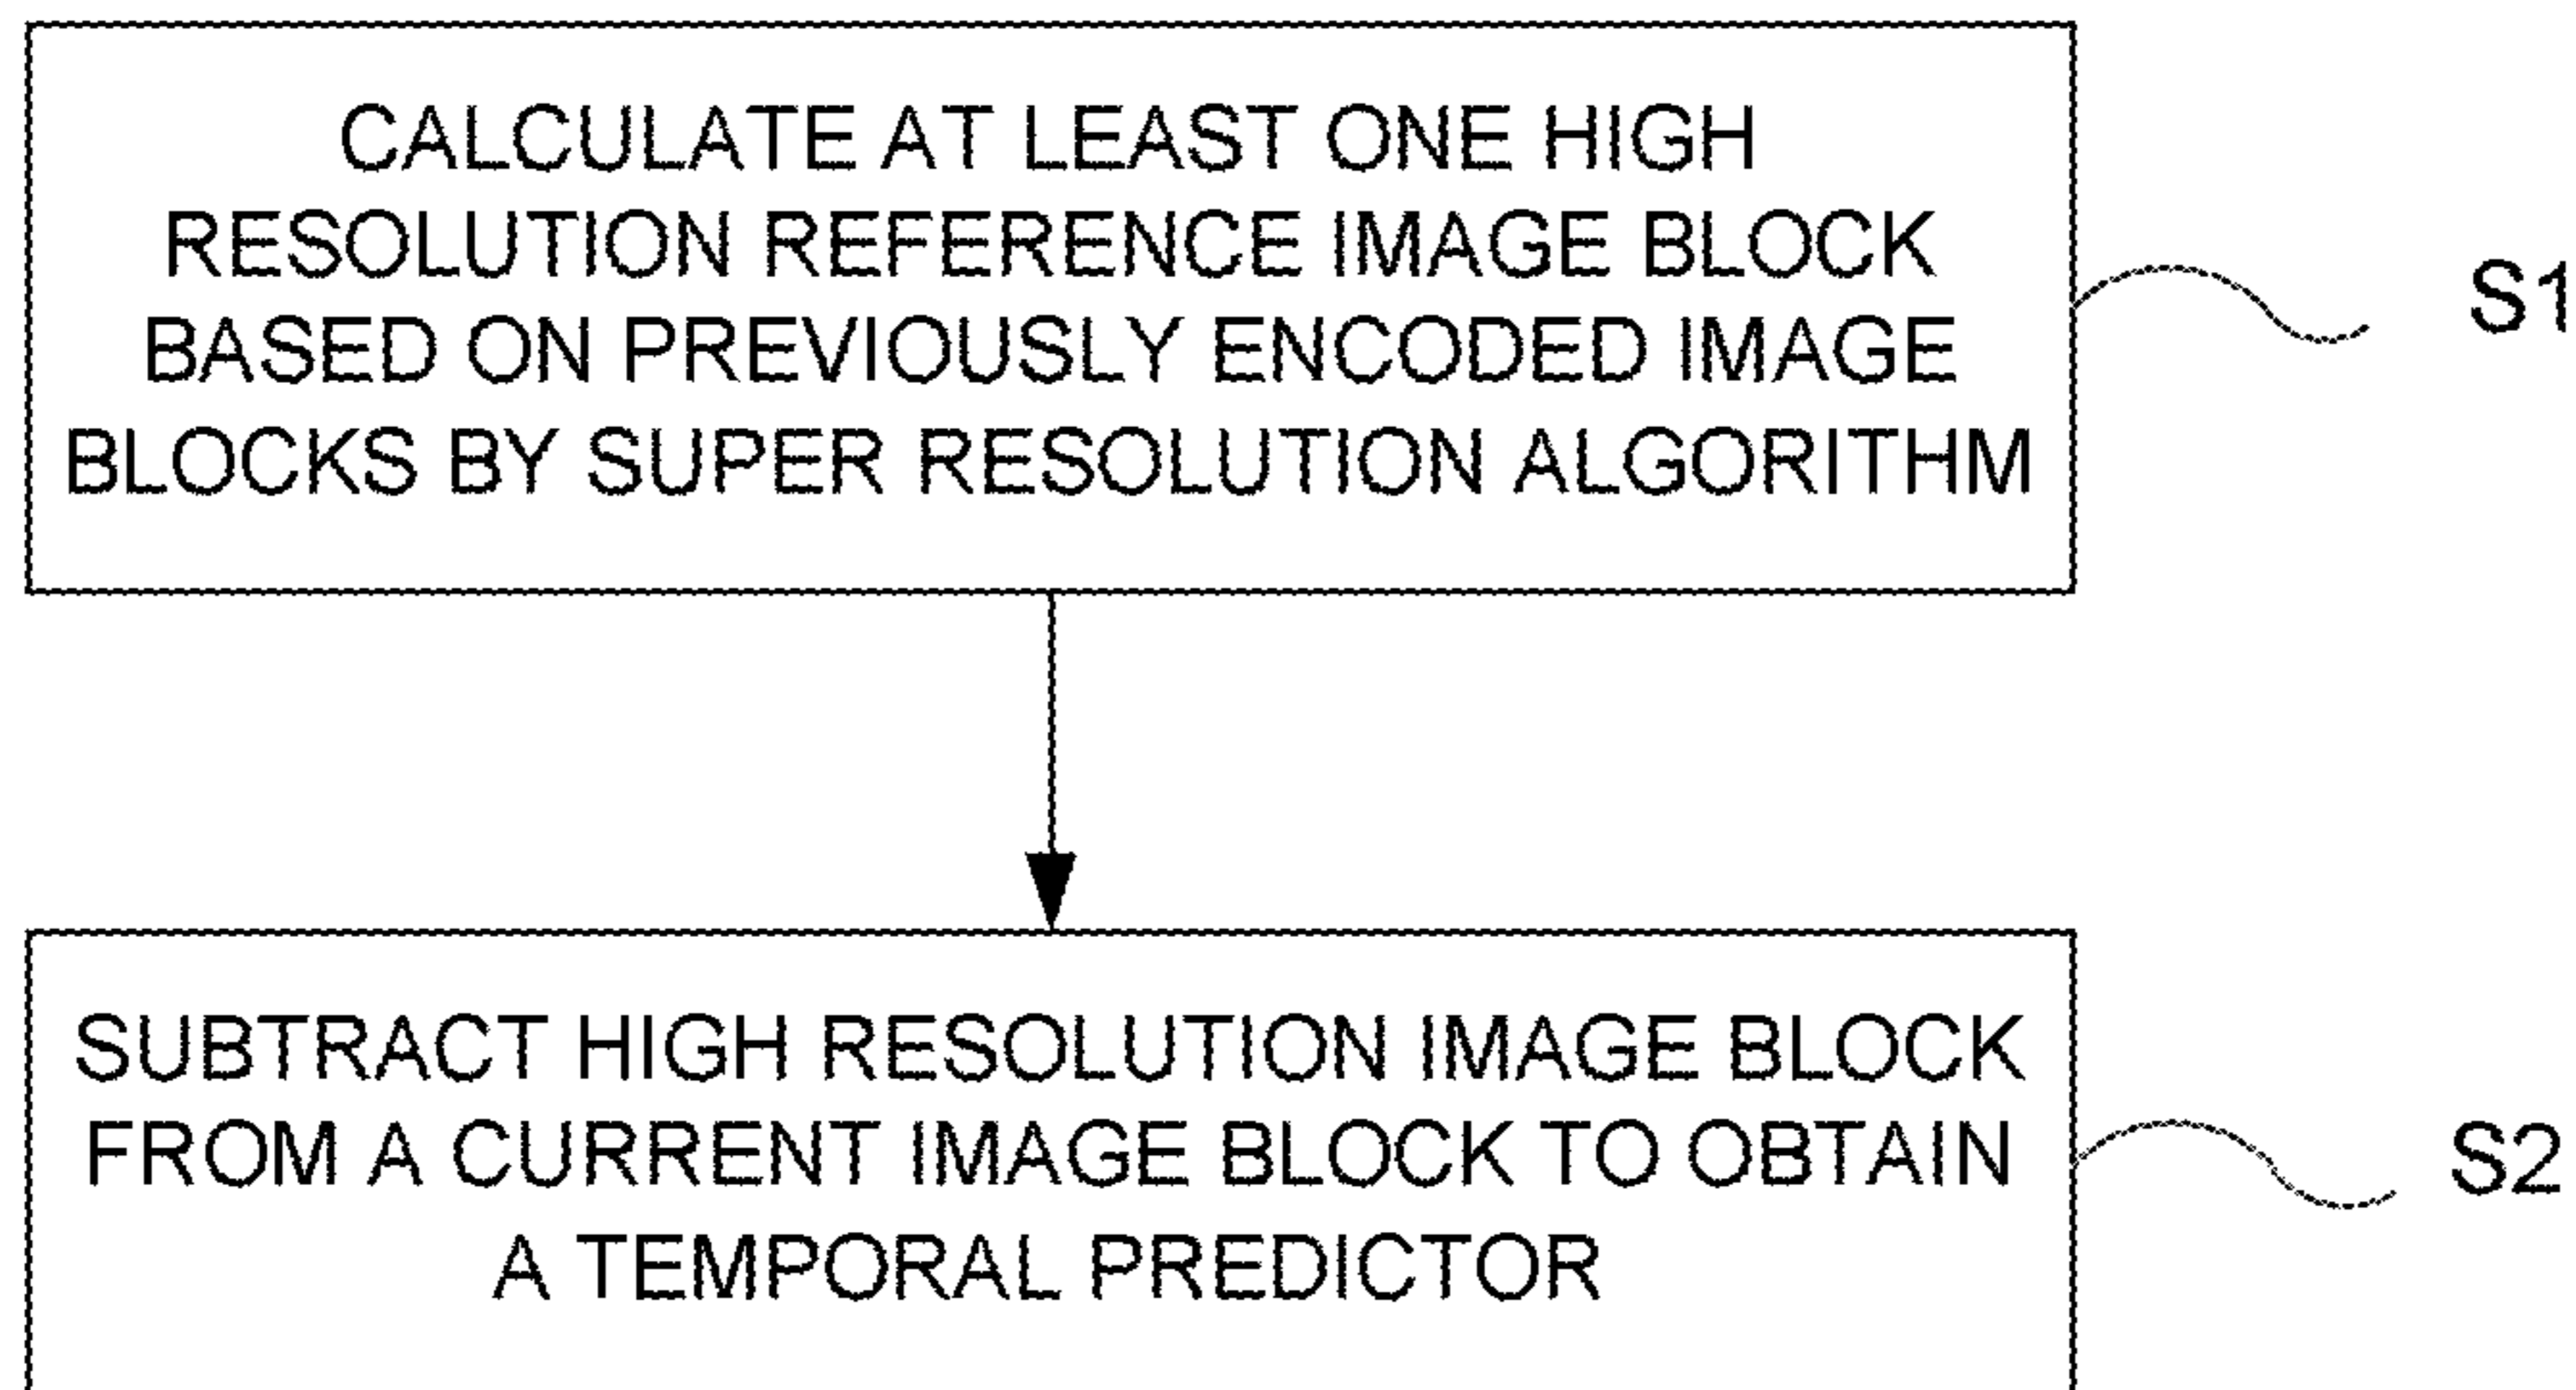 CALCULATE AT LEAST ONE HIGH
RESOLUTION REFERENCE IMAGE BLOCK
BASED ON PREVIOUSLY ENCODED IMAGE
BLOCKS BY SUPER RESOLUTION ALGORITHM
S1
SUBTRACT HIGH RESOLUTION IMAGE BLOCK
FROM A CURRENT IMAGE BLOCK TO OBTAIN
A TEMPORAL PREDICTOR
S2